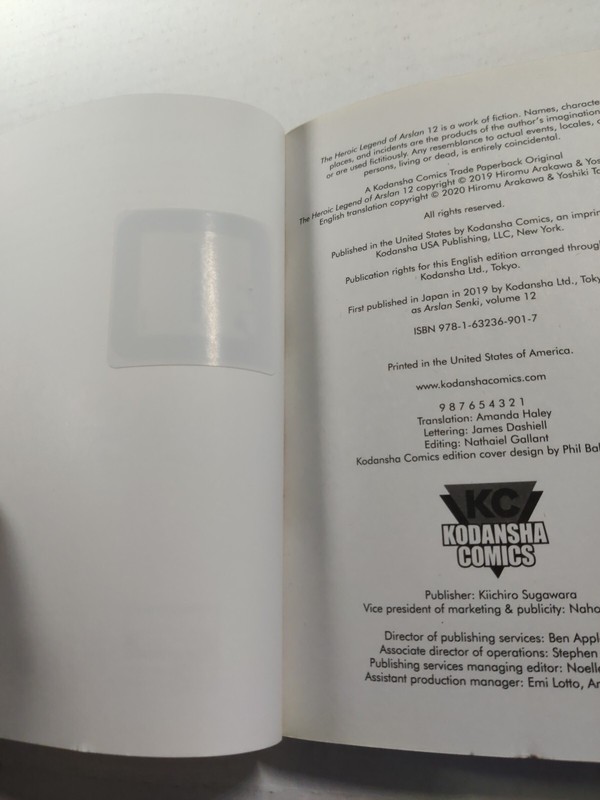 The Heroic Legend of Arslan 12 is a work of fiction. Names,
places, and incidents are the products of the author's imagination
or are used fictitiously. Any resemblance to actual events, locales,
persons, living or dead, is entirely coincidental.
A Kodansha Comics Trade Paperback Original
The Heroic Legend of Arslan 12 copyright © 2019 Hiromu Arakawa &
English translation copyright © 2020 Hiromu Arakawa & Yoshiki
All rights reserved.
Published in the United States by Kodansha Comics, an
Kodansha USA Publishing, LLC, New York.
Publication rights for this English edition arranged
Kodansha Ltd., Tokyo.
First published in Japan in 2019 by Kodansha Ltd.,
as Arslan Senki, volume 12
ISBN 978-1-63236-901-7
Printed in the United States of America.
www.kodanshacomics.com
9 8 7 6 5 4 3 2 1
Translation: Amanda Haley
Lettering: James Dashiell
Editing: Nathaiel Gallant
Kodansha Comics edition cover design by Phil
KC
KODANSHA
COMICS
Publisher: Kiichiro Sugawara
Vice president of marketing & publicity:
Director of publishing services: Ben
Associate director of operations: Stephen
Publishing services managing editor:
Assistant production manager: Emi Lotto,